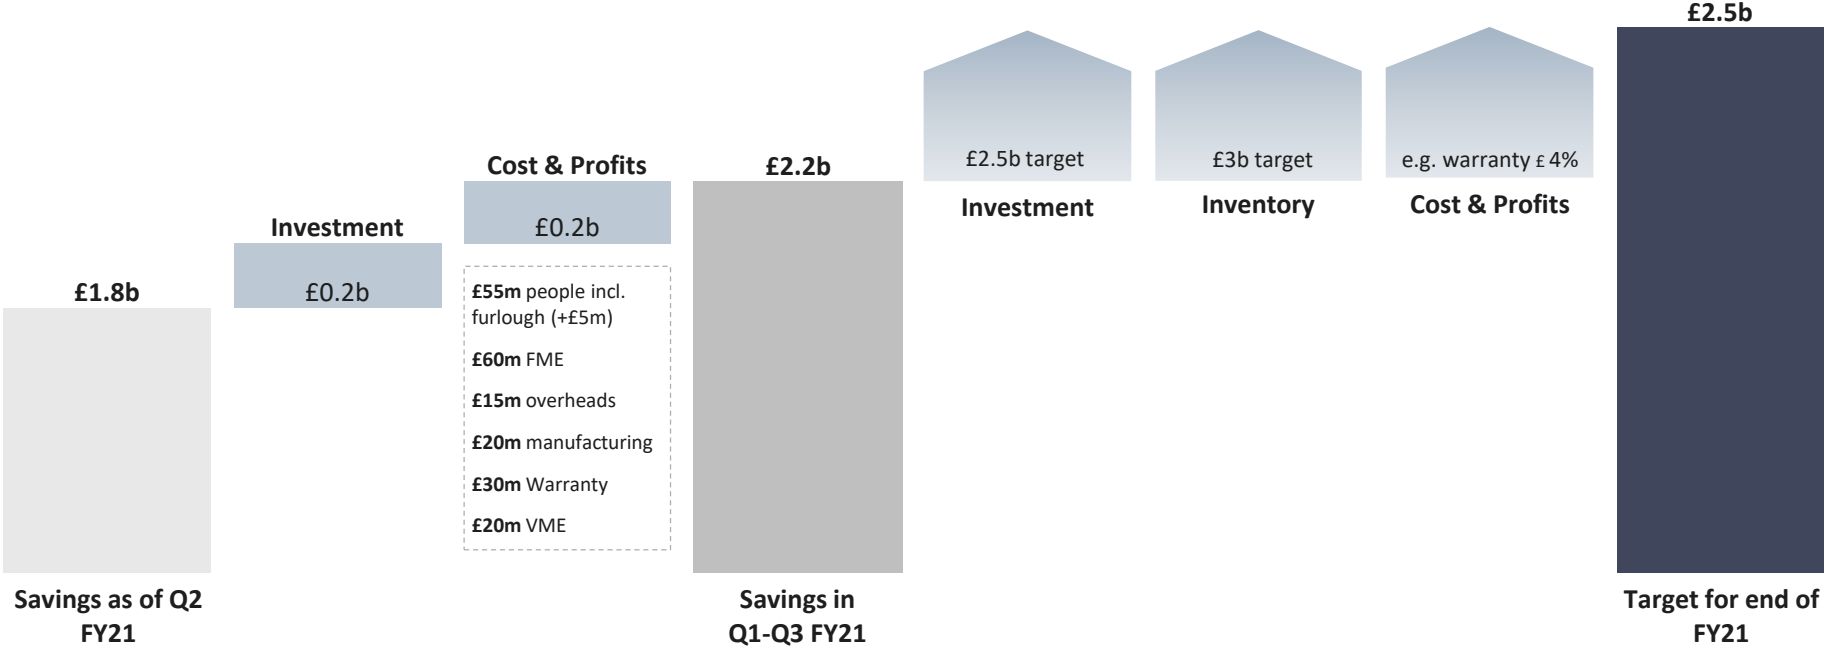 £1.8b
Savings as of Q2
FY21
Investment
£0.2b
Cost & Profits
£0.2b
£55m people incl.
furlough (+£5m)
£60m FME
£15m overheads
£20m manufacturing
£30m Warranty
£20m VME
£2.2b
Savings in
Q1-Q3 FY21
£2.5b target
Investment
£3b target
Inventory
e.g. warranty £ 4%
Cost & Profits
£2.5b
Target for end of
FY21